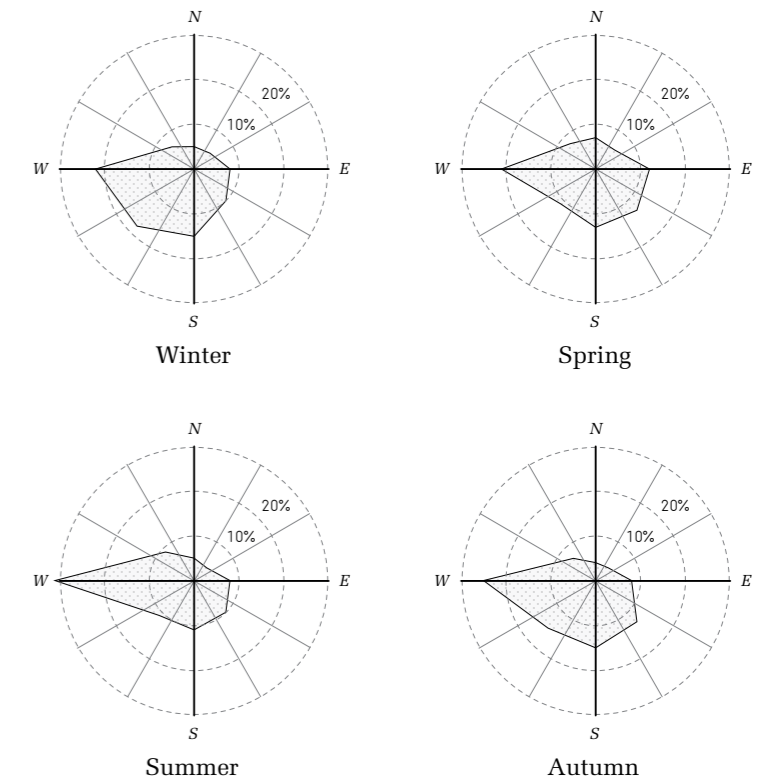 N N
20% 20%
10% 10%
W E W E
S S
Winter Spring
N N
20% 20%
10% 10%
W E W E
S S
Summer Autumn